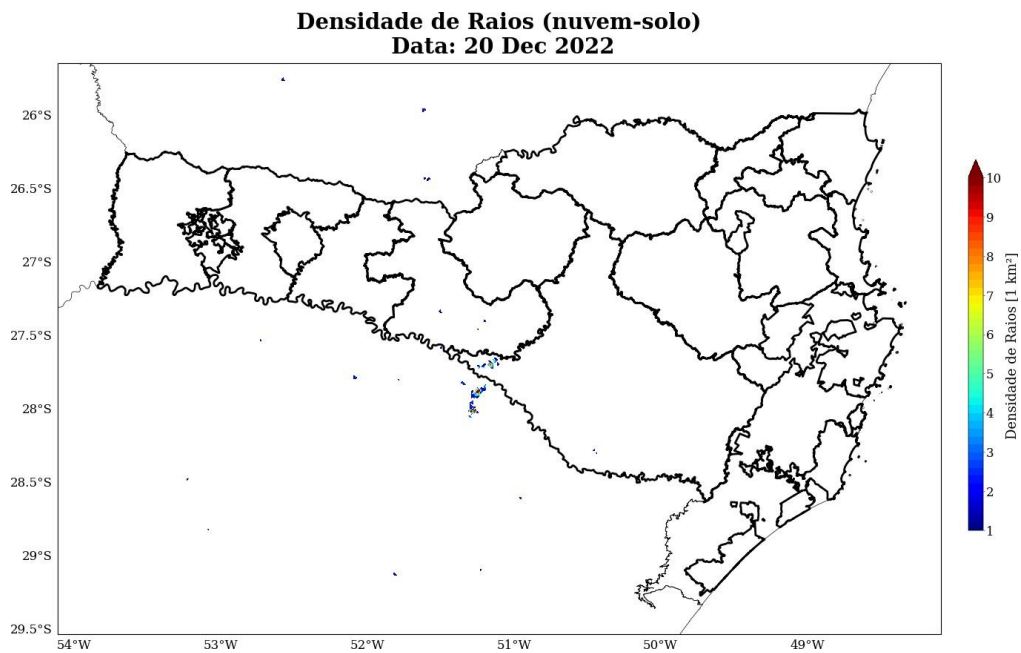 Densidade de Raios (nuvem-solo)
Data: 20 Dec 2022
26°S
26.5°S
27°S
27.5°S
28°S
28.5°S
29°S
29.5°S
54°W
53°W
52°W
51°W
50°W
49°W
10
9
8
7
6
5
4
3
2
1
Densidade de Raios [1 km²]